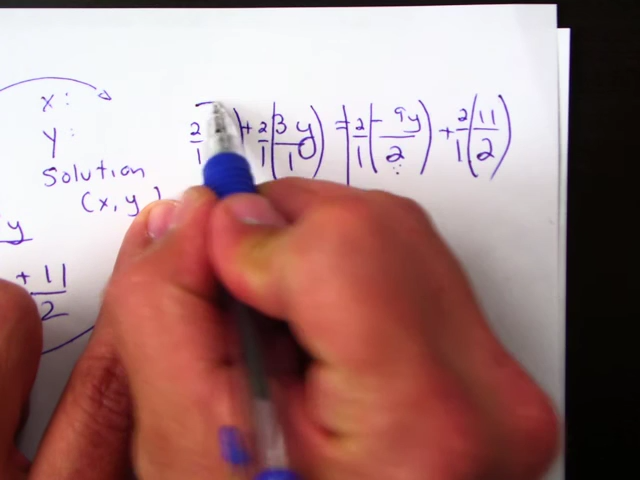 x:
y:
Solution
(x, y)
2/1 ( ) + 2/1 (3y/1) = 2/1 (-9y/2) + 2/1 (11/2)
y
+ 11/2